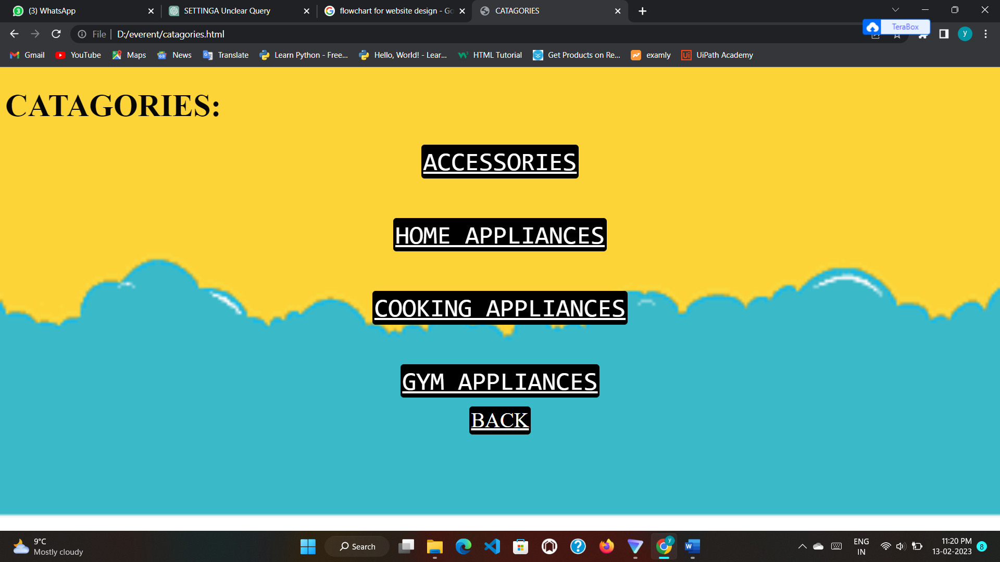 (3) WhatsApp
SETTINGA Unclear Query
flowchart for website design - Go
CATAGORIES
File
D:/everent/catagories.html
TeraBox
y
Gmail
YouTube
Maps
News
Translate
Learn Python - Free...
Hello, World! - Lear...
HTML Tutorial
Get Products on Re...
examly
UiPath Academy
CATAGORIES:
ACCESSORIES
HOME APPLIANCES
COOKING APPLIANCES
GYM APPLIANCES
BACK
9°C
Mostly cloudy
Search
ENG
IN
11:20 PM
13-02-2023
8